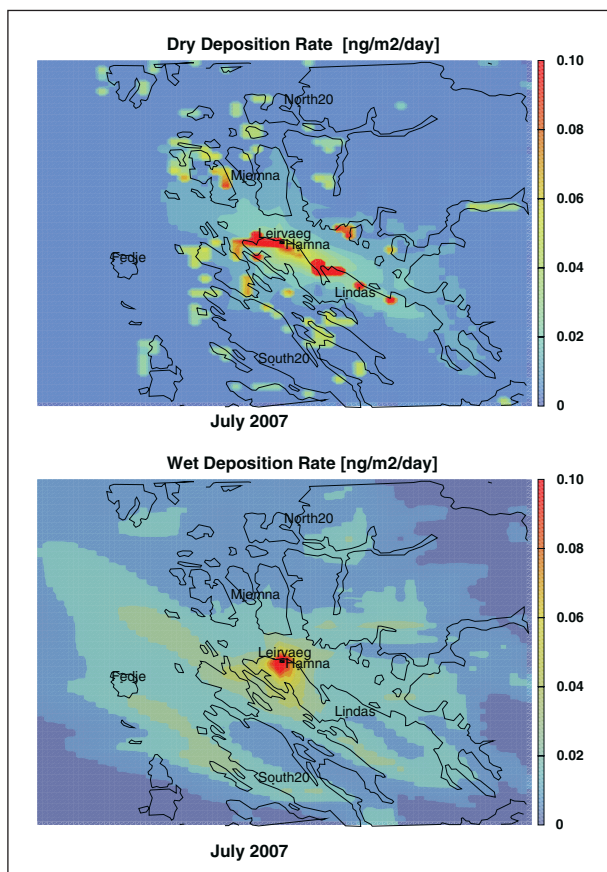 Dry Deposition Rate [ng/m2/day]
0.10
North20
0.08
Mjemna
0.06
Leirvaeg
Hamna
Fedje
0.04
Lindas
0.02
South20
0
July 2007
Wet Deposition Rate [ng/m2/day]
0.10
North20
0.08
Mjemna
0.06
Leirvaeg
Hamna
Fedje
0.04
Lindas
0.02
South20
0
July 2007